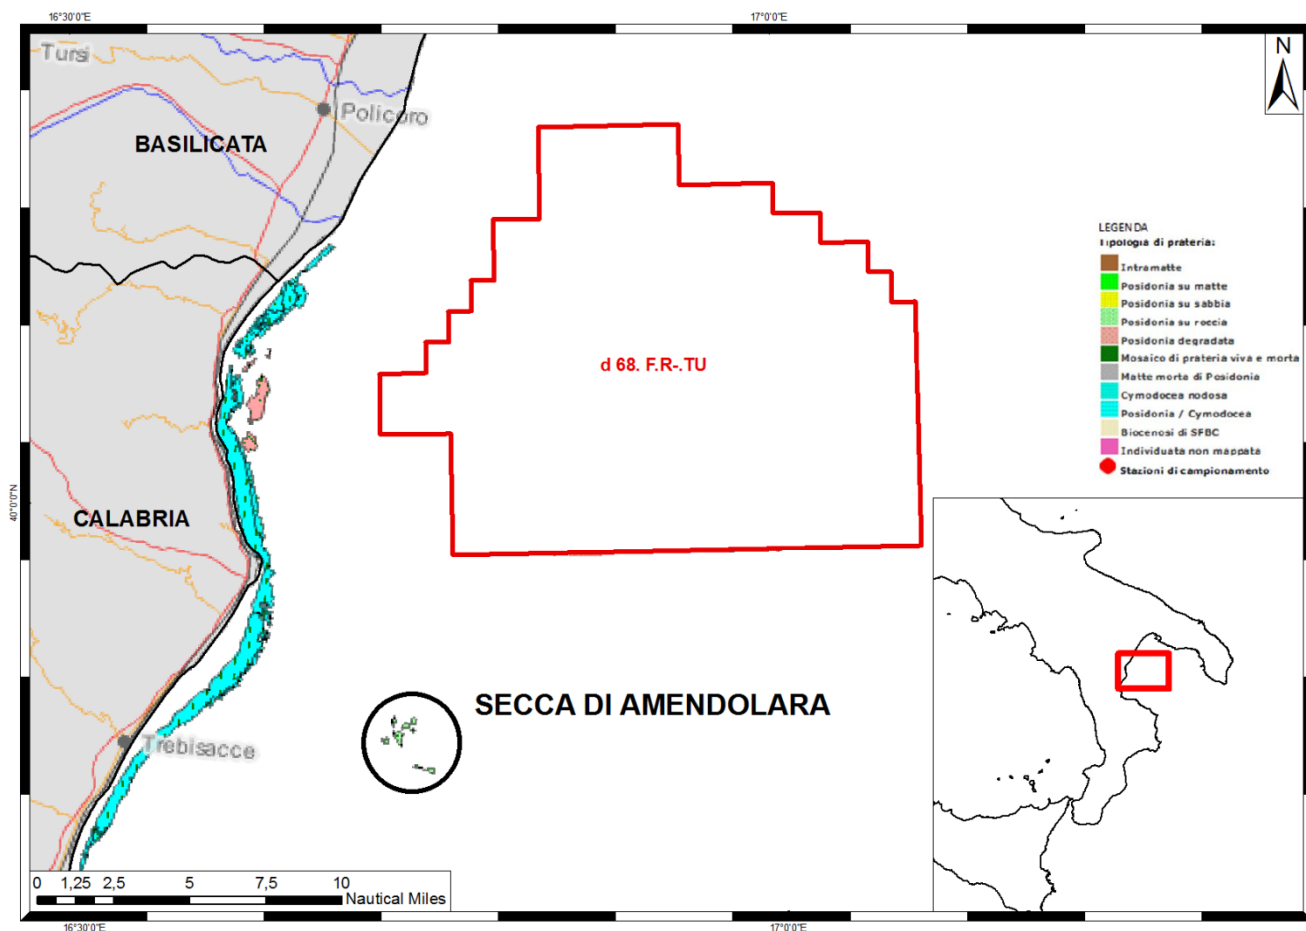 16°30'0"E
17°0'0"E
N
Tursi
Policoro
BASILICATA
LEGENDA
Tipologia di prateria:
Intramatte
Posidonia su matte
Posidonia su sabbia
Posidonia su roccia
Posidonia degradata
Mosaico di prateria viva e morta
Matte morta di Posidonia
Cymodocea nodosa
Posidonia / Cymodocea
Biocenosi di SFBC
Individuata non mappata
Stazioni di campionamento
d 68. F.R-.TU
40°0'0"N
CALABRIA
SECCA DI AMENDOLARA
Trebisacce
0 1,25 2,5 5 7,5 10
Nautical Miles
16°30'0"E
17°0'0"E